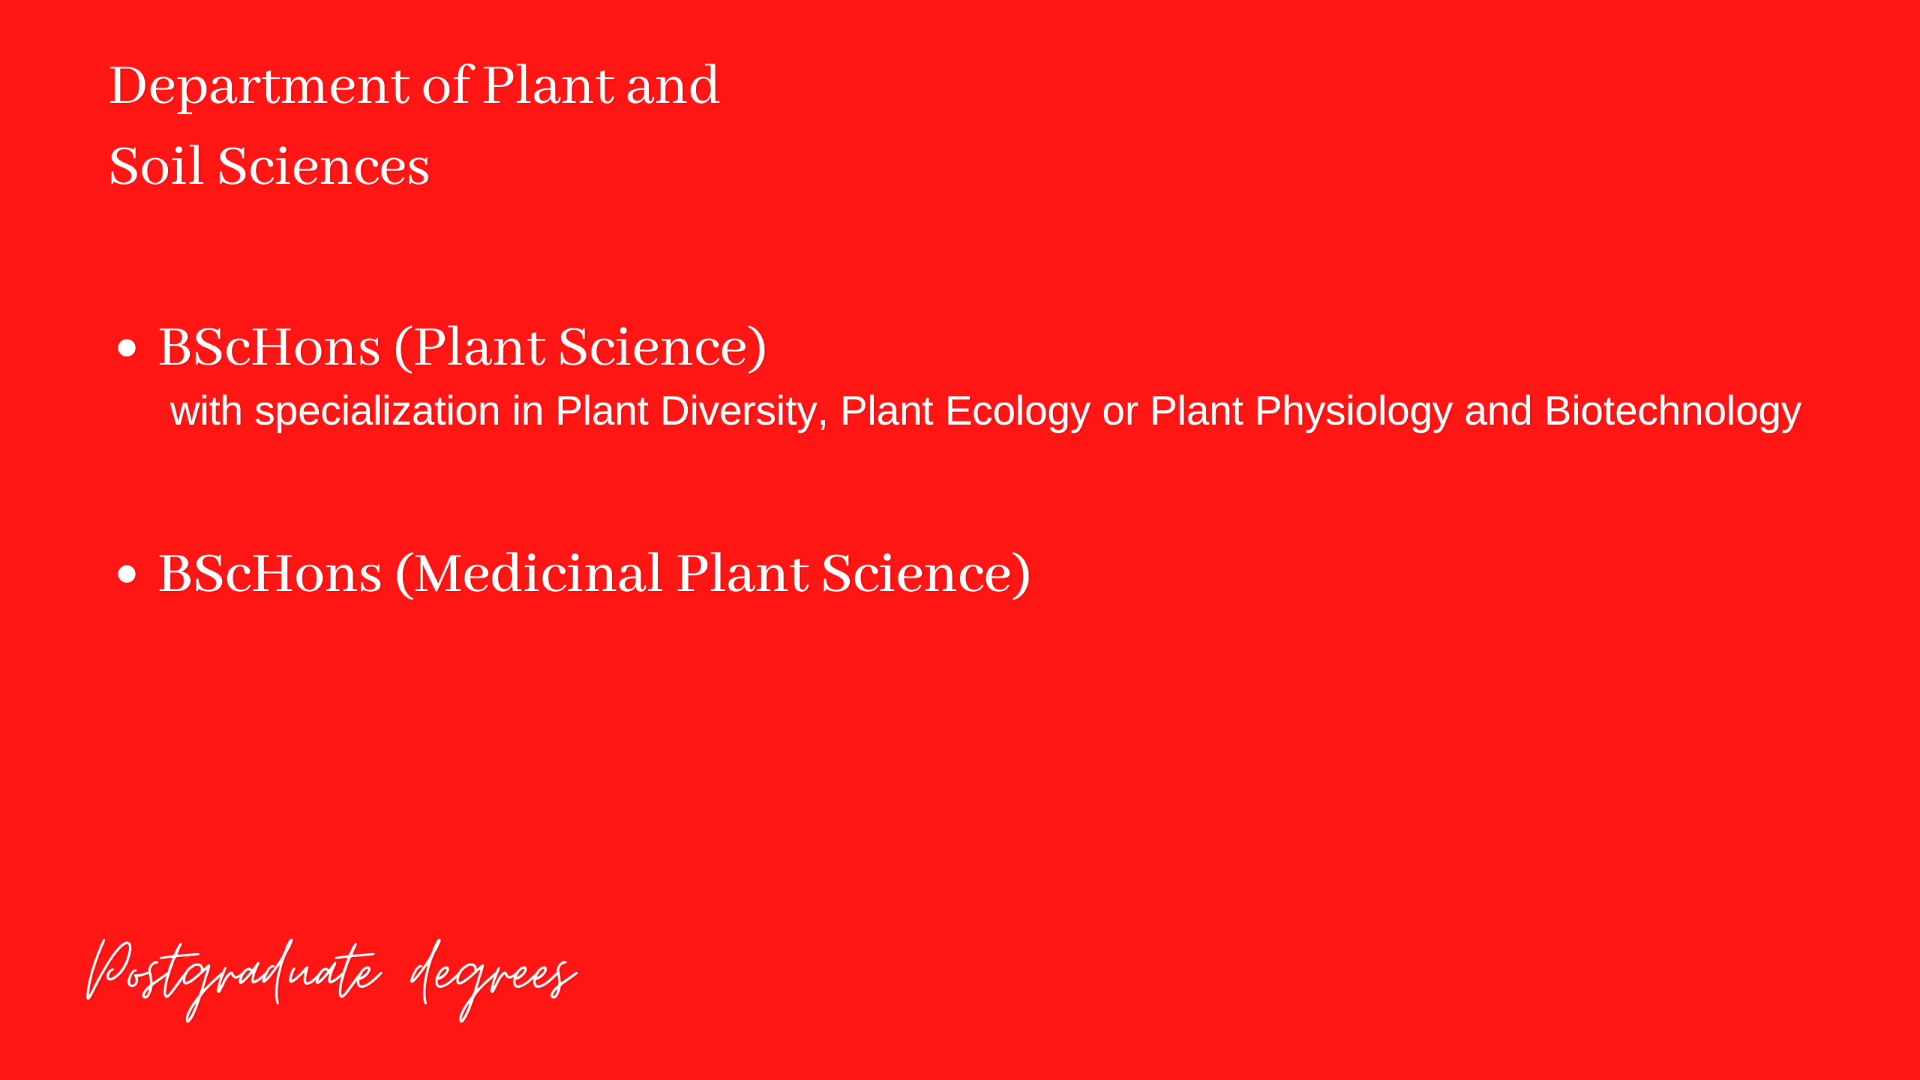 Department of Plant and
Soil Sciences
• BScHons (Plant Science)
with specialization in Plant Diversity, Plant Ecology or Plant Physiology and Biotechnology
• BScHons (Medicinal Plant Science)
Postgraduate degrees